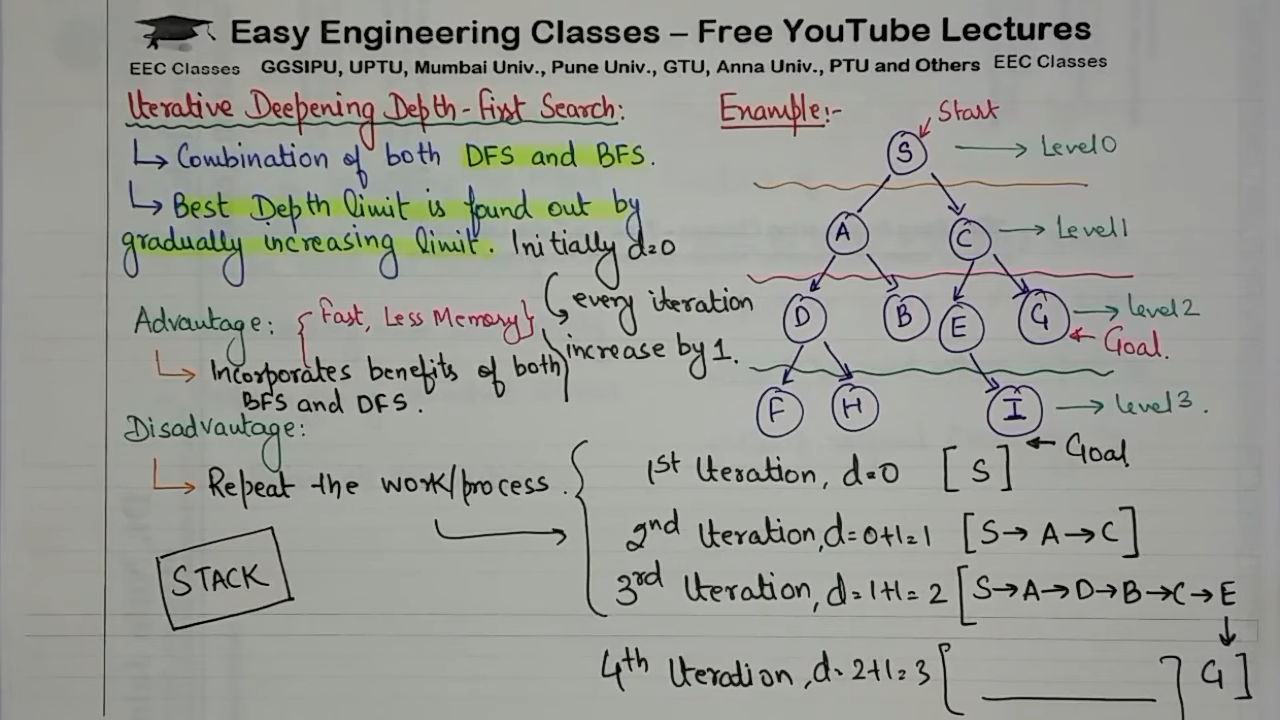 Easy Engineering Classes – Free YouTube Lectures
EEC Classes GGSIPU, UPTU, Mumbai Univ., Pune Univ., GTU, Anna Univ., PTU and Others EEC Classes
Iterative Deepening Depth-First Search:
↳ Combination of both DFS and BFS.
↳ Best Depth limit is found out by
gradually increasing limit. Initially d=0
every iteration
increase by 1.
Advantage: { Fast, Less Memory}
↳ Incorporates benefits of both
BFS and DFS.
Disadvantage:
↳ Repeat the work/process.
STACK
Example:-
Start
S → Level 0
A C → Level 1
D B E G → Level 2
Goal.
F H I → Level 3.
Goal
1st Iteration, d=0 [S]
2nd Iteration, d=0+1=1 [S→A→C]
3rd Iteration, d=1+1=2 [S→A→D→B→C→E
↓
G]
4th Iteration, d=2+1=3 [ ______ ]